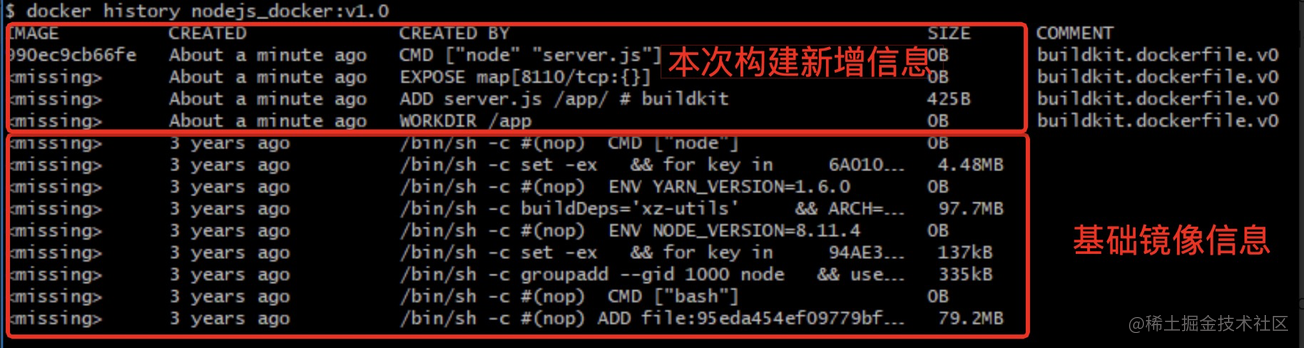 $ docker history nodejs_docker:v1.0
IMAGE CREATED CREATED BY SIZE COMMENT
990ec9cb66fe About a minute ago CMD ["node" "server.js"] 0B buildkit.dockerfile.v0
本次构建新增信息
<missing> About a minute ago EXPOSE map[8110/tcp:{}] 0B buildkit.dockerfile.v0
<missing> About a minute ago ADD server.js /app/ # buildkit 425B buildkit.dockerfile.v0
<missing> About a minute ago WORKDIR /app 0B buildkit.dockerfile.v0
<missing> 3 years ago /bin/sh -c #(nop) CMD ["node"] 0B
<missing> 3 years ago /bin/sh -c set -ex && for key in 6A010... 4.48MB
<missing> 3 years ago /bin/sh -c #(nop) ENV YARN_VERSION=1.6.0 0B
<missing> 3 years ago /bin/sh -c buildDeps='xz-utils' && ARCH=... 97.7MB
<missing> 3 years ago /bin/sh -c #(nop) ENV NODE_VERSION=8.11.4 0B
基础镜像信息
<missing> 3 years ago /bin/sh -c set -ex && for key in 94AE3... 137kB
<missing> 3 years ago /bin/sh -c groupadd --gid 1000 node && use... 335kB
<missing> 3 years ago /bin/sh -c #(nop) CMD ["bash"] 0B
<missing> 3 years ago /bin/sh -c #(nop) ADD file:95eda454ef09779bf... 79.2MB
@稀土掘金技术社区